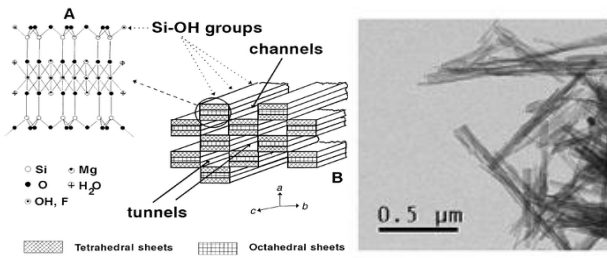 A
Si-OH groups
channels
Si
Mg
O
H2O
OH, F
tunnels
B
a
c
b
Tetrahedral sheets
Octahedral sheets
0.5 µm